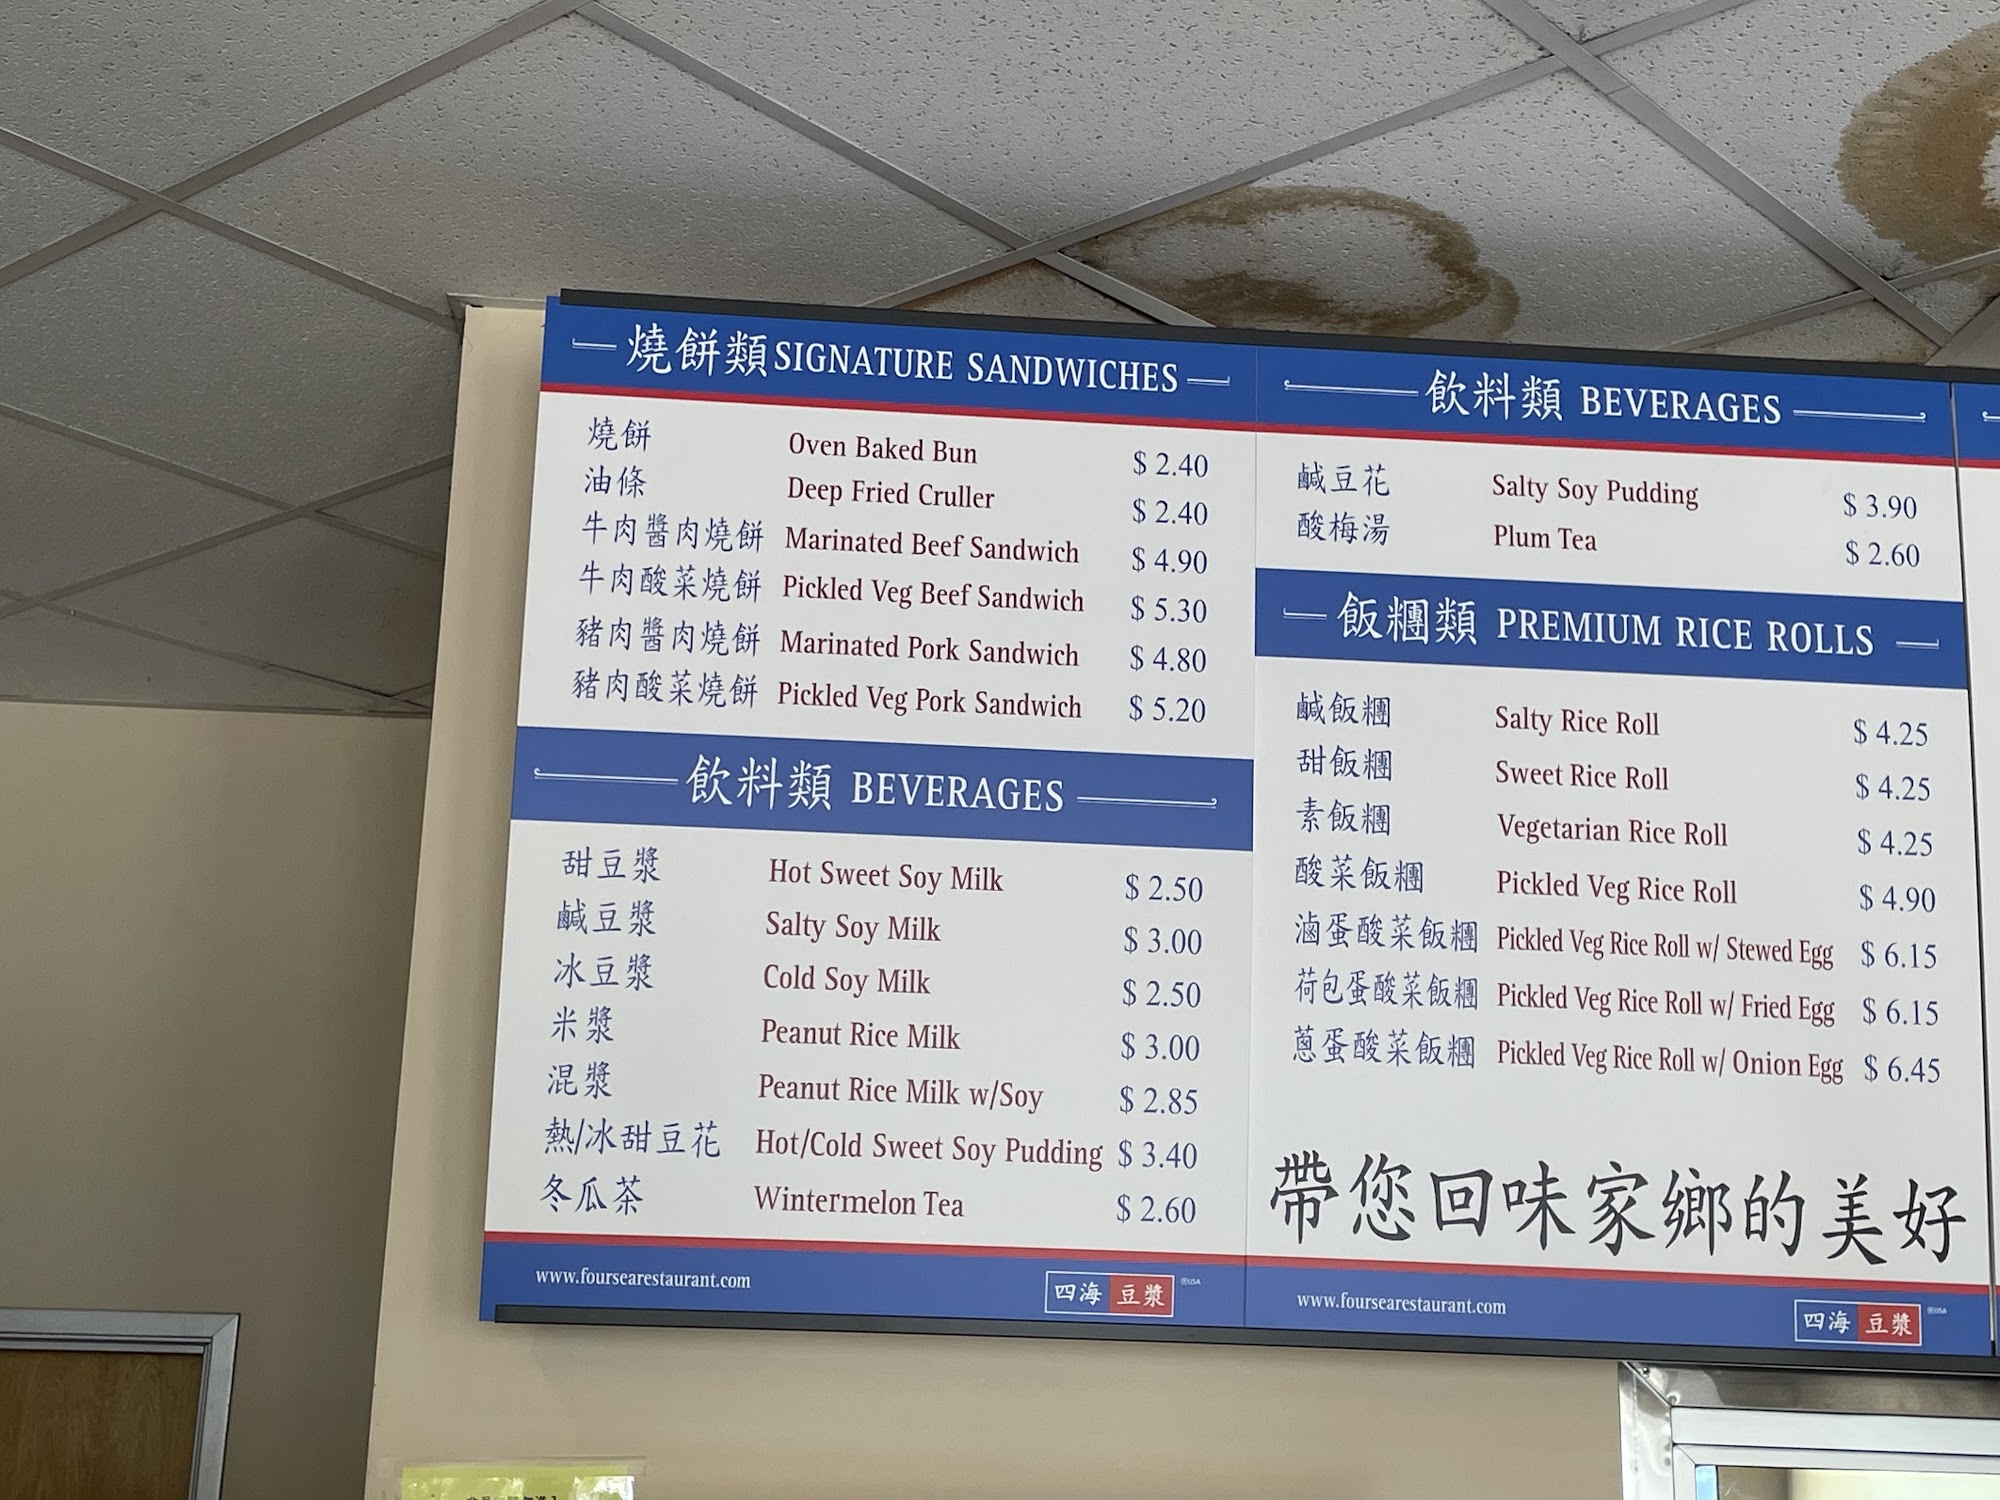 燒餅類 SIGNATURE SANDWICHES
燒餅 Oven Baked Bun $ 2.40
油條 Deep Fried Cruller $ 2.40
牛肉醬肉燒餅 Marinated Beef Sandwich $ 4.90
牛肉酸菜燒餅 Pickled Veg Beef Sandwich $ 5.30
豬肉醬肉燒餅 Marinated Pork Sandwich $ 4.80
豬肉酸菜燒餅 Pickled Veg Pork Sandwich $ 5.20
飲料類 BEVERAGES
甜豆漿 Hot Sweet Soy Milk $ 2.50
鹹豆漿 Salty Soy Milk $ 3.00
冰豆漿 Cold Soy Milk $ 2.50
米漿 Peanut Rice Milk $ 3.00
混漿 Peanut Rice Milk w/Soy $ 2.85
熱/冰甜豆花 Hot/Cold Sweet Soy Pudding $ 3.40
冬瓜茶 Wintermelon Tea $ 2.60
www.foursearestaurant.com 四海豆漿 ®USA
飲料類 BEVERAGES
鹹豆花 Salty Soy Pudding $ 3.90
酸梅湯 Plum Tea $ 2.60
飯糰類 PREMIUM RICE ROLLS
鹹飯糰 Salty Rice Roll $ 4.25
甜飯糰 Sweet Rice Roll $ 4.25
素飯糰 Vegetarian Rice Roll $ 4.25
酸菜飯糰 Pickled Veg Rice Roll $ 4.90
滷蛋酸菜飯糰 Pickled Veg Rice Roll w/ Stewed Egg $ 6.15
荷包蛋酸菜飯糰 Pickled Veg Rice Roll w/ Fried Egg $ 6.15
蔥蛋酸菜飯糰 Pickled Veg Rice Roll w/ Onion Egg $ 6.45
帶您回味家鄉的美好
www.foursearestaurant.com 四海豆漿 ®USA